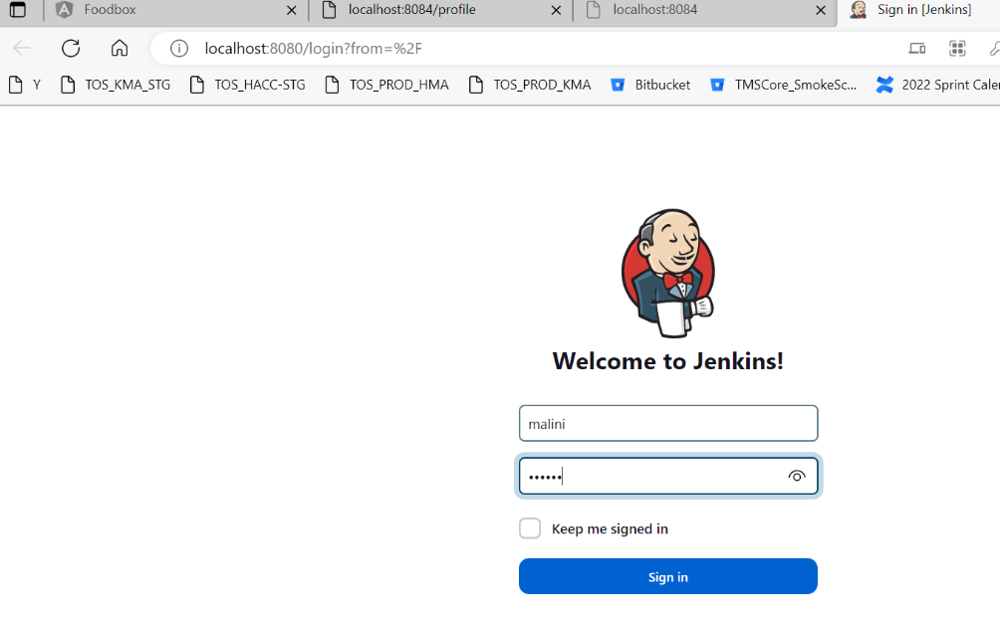 Foodbox
localhost:8084/profile
localhost:8084
Sign in [Jenkins]
localhost:8080/login?from=%2F
Y
TOS_KMA_STG
TOS_HACC-STG
TOS_PROD_HMA
TOS_PROD_KMA
Bitbucket
TMSCore_SmokeSc...
2022 Sprint Caler
Welcome to Jenkins!
malini
••••••
Keep me signed in
Sign in